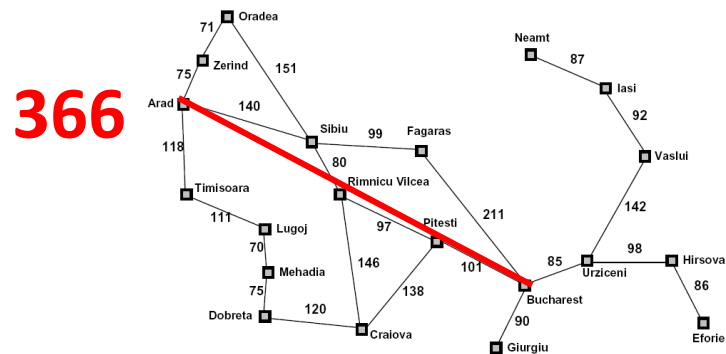 71
Oradea
Neamt
87
Zerind
75
151
366
Iasi
Arad
140
92
Sibiu
99
Fagaras
118
80
Vaslui
Rimnicu Vilcea
Timisoara
142
111
211
Pitesti
Lugoj
97
98
Hirsova
70
146
101
85
Urziceni
Mehadia
86
75
138
Bucharest
120
90
Dobreta
Craiova
Eforie
Giurgiu